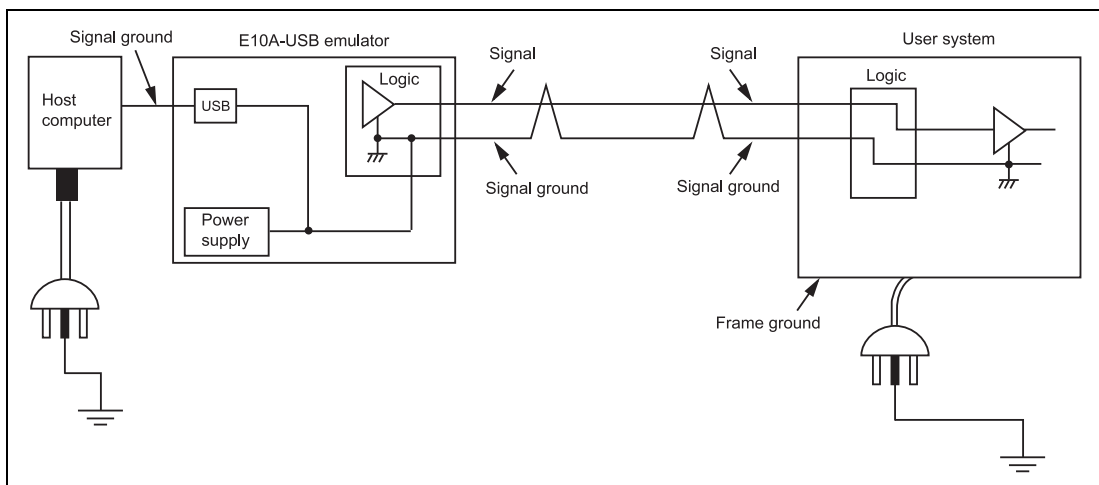 Signal ground
E10A-USB emulator
Signal
Signal
User system
Host
computer
USB
Logic
Logic
Signal ground
Signal ground
Power
supply
Frame ground